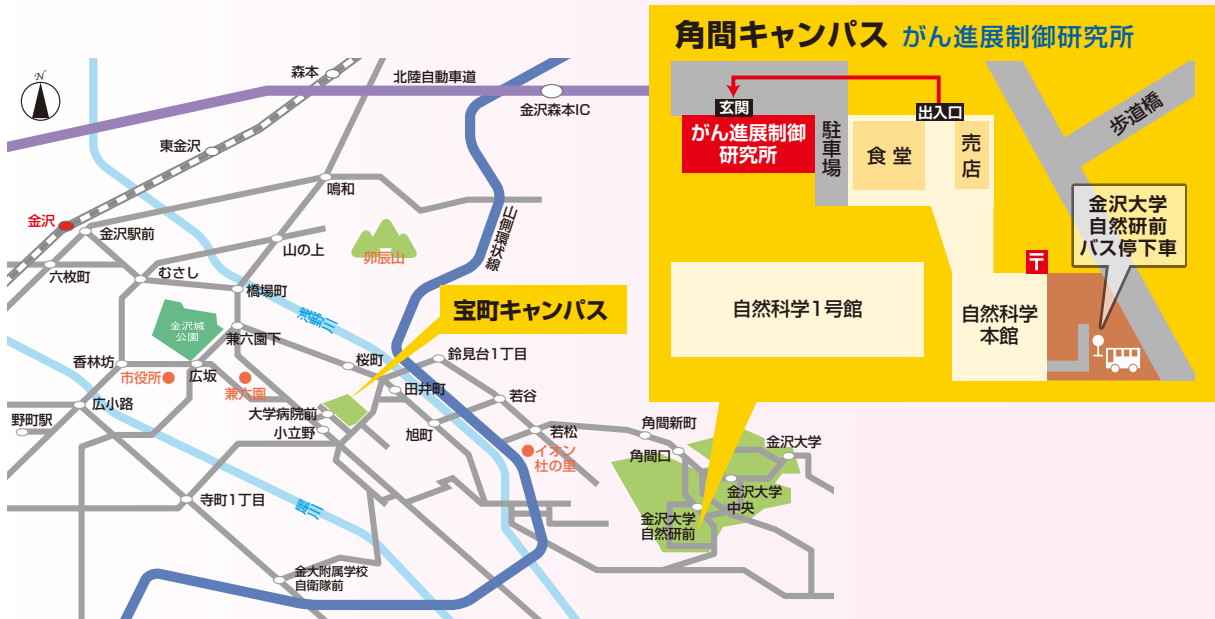 角間キャンパス がん進展制御研究所
玄関
出入口
がん進展制御
研究所
駐車場
食堂
売店
歩道橋
金沢大学
自然研前
バス停下車
〒
自然科学1号館
自然科学
本館
N
森本
北陸自動車道
金沢森本IC
東金沢
鳴和
山側環状線
金沢
金沢駅前
山の上
卯辰山
六枚町
むさし
橋場町
浅野川
宝町キャンパス
金沢城
公園
兼六園下
香林坊
市役所
広坂
兼六園
桜町
鈴見台1丁目
田井町
若谷
広小路
野町駅
大学病院前
小立野
旭町
若松
イオン
杜の里
角間新町
角間口
金沢大学
金沢大学
中央
金沢大学
自然研前
寺町1丁目
犀川
金大附属学校
自衛隊前